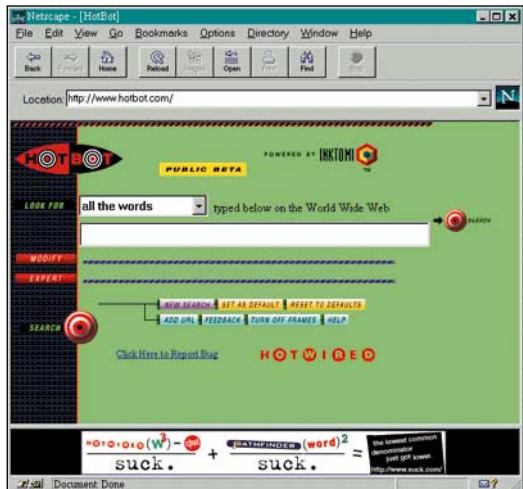 Netscape - [HotBot]
File Edit View Go Bookmarks Options Directory Window Help
Back Forward Home Reload Images Open Print Find Stop
Location: http://www.hotbot.com/
N
HOTBOT
PUBLIC BETA
POWERED BY INKTOMI
TM
LOOK FOR all the words typed below on the World Wide Web
SEARCH
MODIFY
EXPERT
NEW SEARCH SET AS DEFAULT RESET TO DEFAULTS
ADD URL FEEDBACK TURN OFF FRAMES HELP
SEARCH
Click Here to Report Bug HOTWIRED
(W3) - + PATHFINDER (word)2 =
suck. suck.
the lowest common
denominator
just got lower.
http://www.suck.com/
Document Done